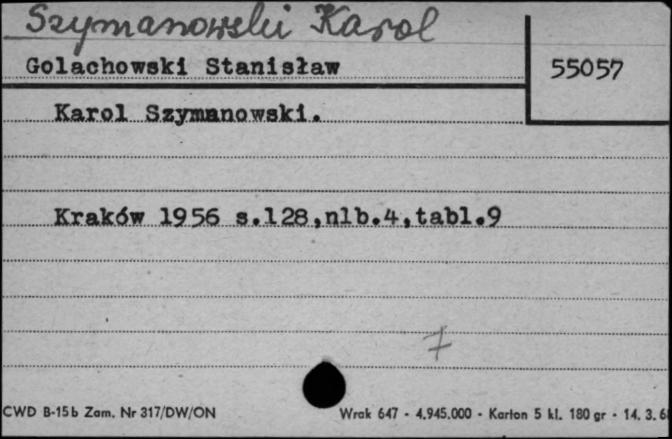 Szymanowski Karol
Golachowski Stanisław 55057
Karol Szymanowski.
Kraków 1956 s.128,nlb.4,tabl.9
7
CWD B-15b Zam. Nr 317/DW/ON Wrak 647 - 4.945.000 - Karton 5 kl. 180 gr - 14. 3. 6